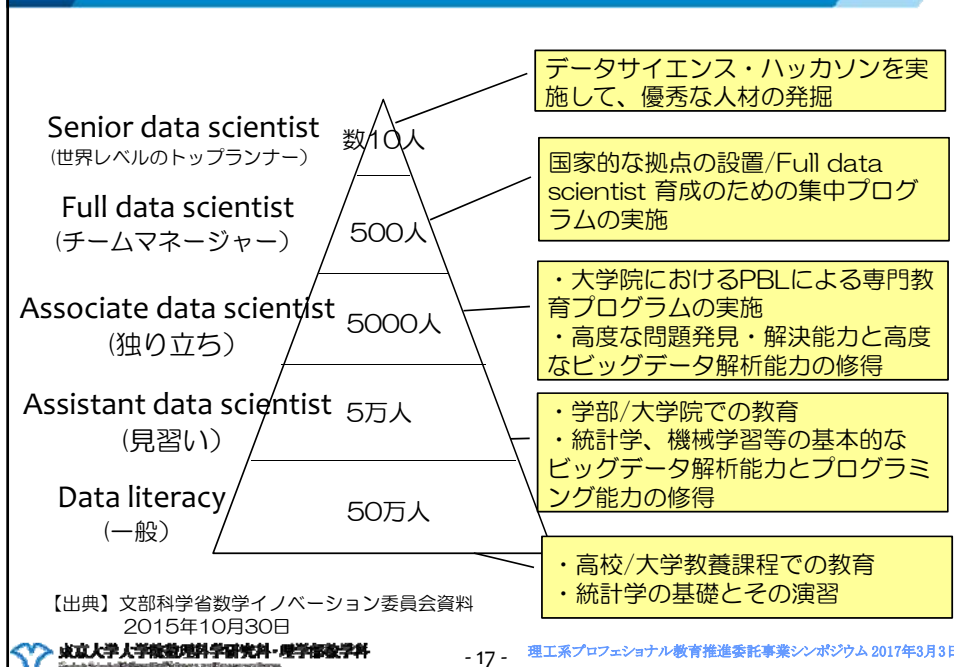 データサイエンス・ハッカソンを実
施して、優秀な人材の発掘
Senior data scientist
(世界レベルのトップランナー)
数10人
国家的な拠点の設置/Full data
scientist 育成のための集中プログ
ラムの実施
Full data scientist
(チームマネージャー)
500人
・大学院におけるPBLによる専門教
育プログラムの実施
・高度な問題発見・解決能力と高度
なビッグデータ解析能力の修得
Associate data scientist
(独り立ち)
5000人
Assistant data scientist
(見習い)
5万人
・学部/大学院での教育
・統計学、機械学習等の基本的な
ビッグデータ解析能力とプログラミ
ング能力の修得
Data literacy
(一般)
50万人
・高校/大学教養課程での教育
・統計学の基礎とその演習
【出典】文部科学省数学イノベーション委員会資料
2015年10月30日
東京大学大学院数理科学研究科・理学部数学科
- 17 -
理工系プロフェショナル教育推進委託事業シンポジウム 2017年3月3日